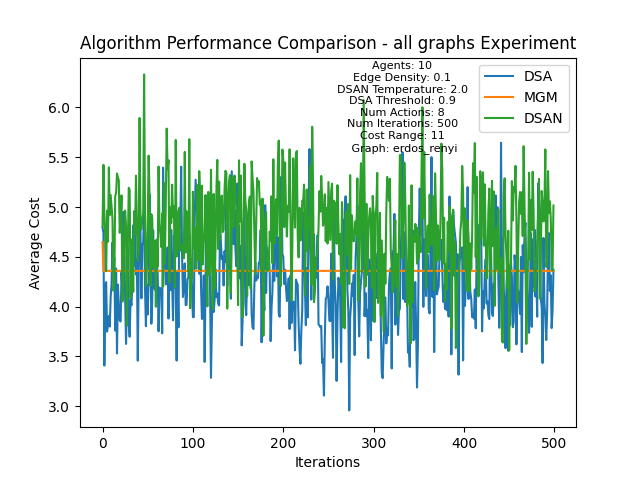 Algorithm Performance Comparison - all graphs Experiment
Agents: 10
Edge Density: 0.1
DSAN Temperature: 2.0
DSA Threshold: 0.9
Num Actions: 8
Num Iterations: 500
Cost Range: 11
Graph: erdos_renyi
DSA
MGM
DSAN
Average Cost
6.0
5.5
5.0
4.5
4.0
3.5
3.0
0
100
200
300
400
500
Iterations